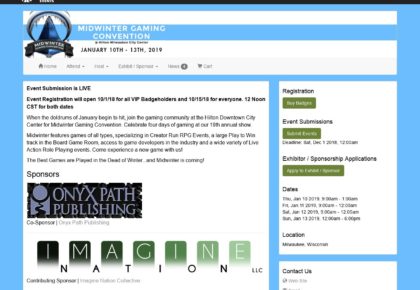 EVENTS
MIDWINTER
MIDWINTER GAMING
CONVENTION
@ Hilton Milwaukee City Center
JANUARY 10TH - 13TH, 2019
Home Attend Host Exhibit / Sponsor News Cart
Event Submission is LIVE
Event Registration will open 10/1/18 for all VIP Badgeholders and 10/15/18 for everyone. 12 Noon
CST for both dates
When the doldrums of January begin to hit, join the gaming community at the Hilton Downtown City
Center for Midwinter Gaming Convention. Celebrate four days of gaming at our 19th annual show.
Midwinter features games of all types, specializing in Creator Run RPG Events, a large Play to Win
track in the Board Game Room, access to game developers in the industry and a wide variety of Live
Action Role Playing events. Come experience a new game with us!
The Best Games are Played in the Dead of Winter...and Midwinter is coming!
Sponsors
ONYX PATH
PUBLISHING
Co-Sponsor | Onyx Path Publishing
IMAGINE
NATION LLC
Contributing Sponsor | Imagine Nation Collective
Registration
Buy Badges
Event Submissions
Submit Events
Deadline: Sat, Dec 1 2018, 12:00am
Exhibitor / Sponsorship Applications
Apply to Exhibit / Sponsor!
Dates
Thu, Jan 10 2019, 9:00am - 1:00am
Fri, Jan 11 2019, 9:00am - 1:00am
Sat, Jan 12 2019, 9:00am - 3:00am
Sun, Jan 13 2019, 12:00am - 6:00pm
Location
Milwaukee, Wisconsin
Contact Us
Web Site
Email